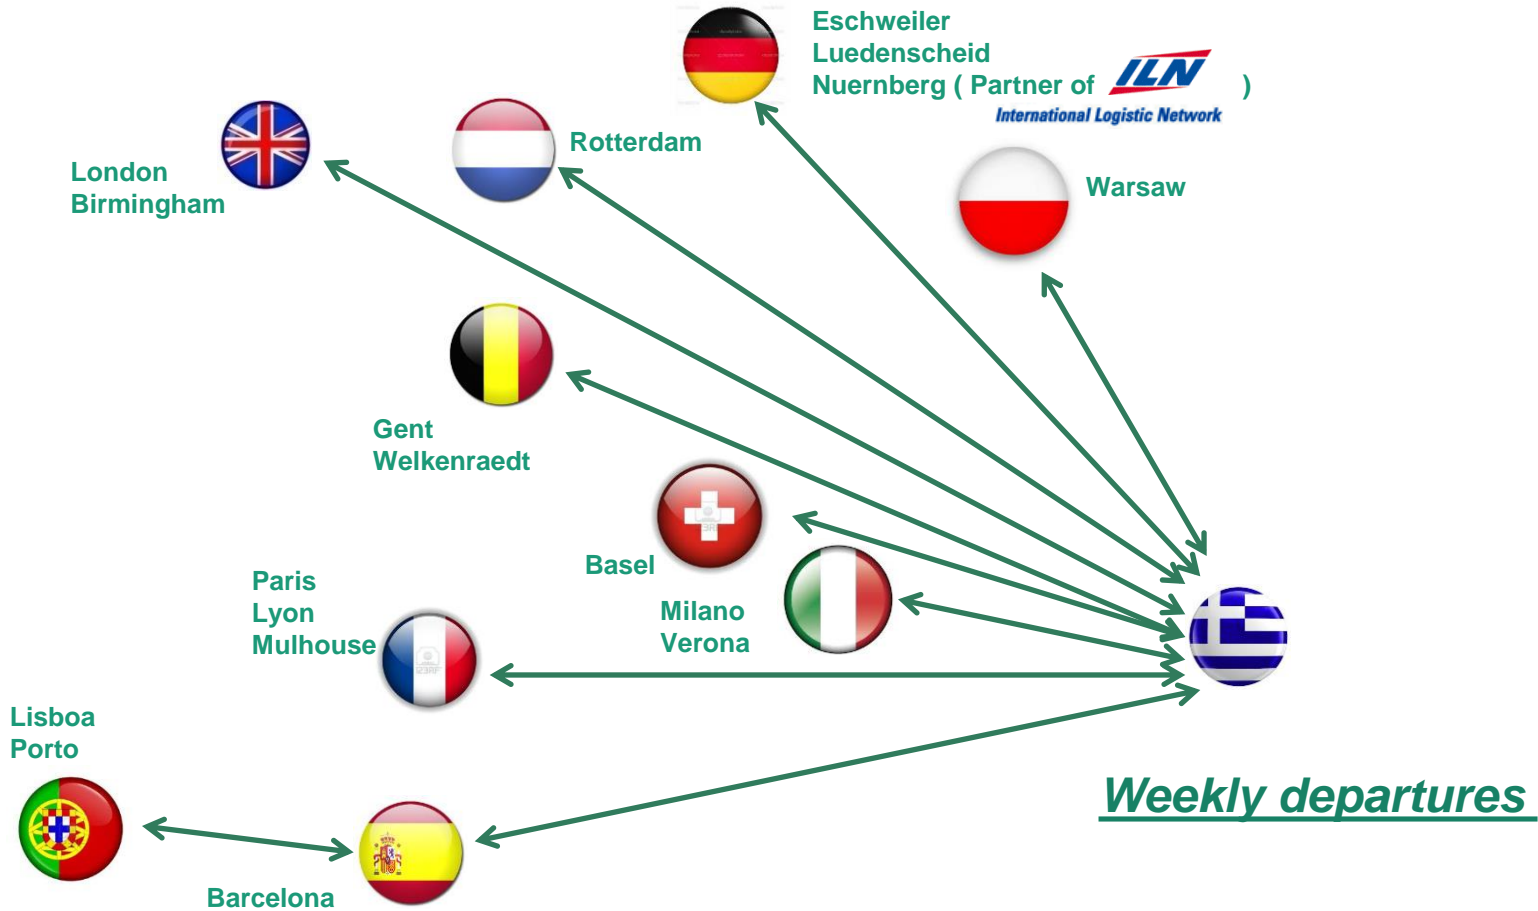 Eschweiler
Luedenscheid
Nuernberg ( Partner of ILN )
International Logistic Network
Rotterdam
London
Birmingham
Warsaw
Gent
Welkenraedt
Basel
Paris
Lyon
Mulhouse
Milano
Verona
Lisboa
Porto
Weekly departures
Barcelona